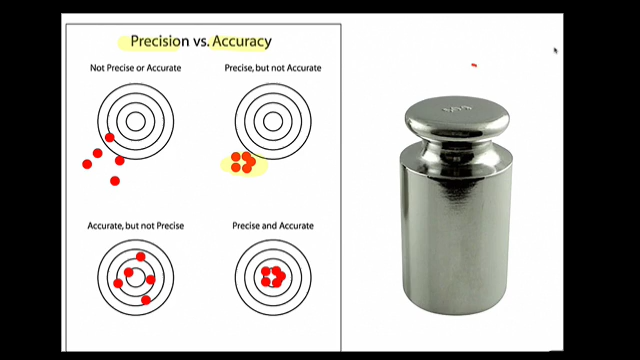 Precision vs. Accuracy
Not Precise or Accurate
Precise, but not Accurate
Accurate, but not Precise
Precise and Accurate